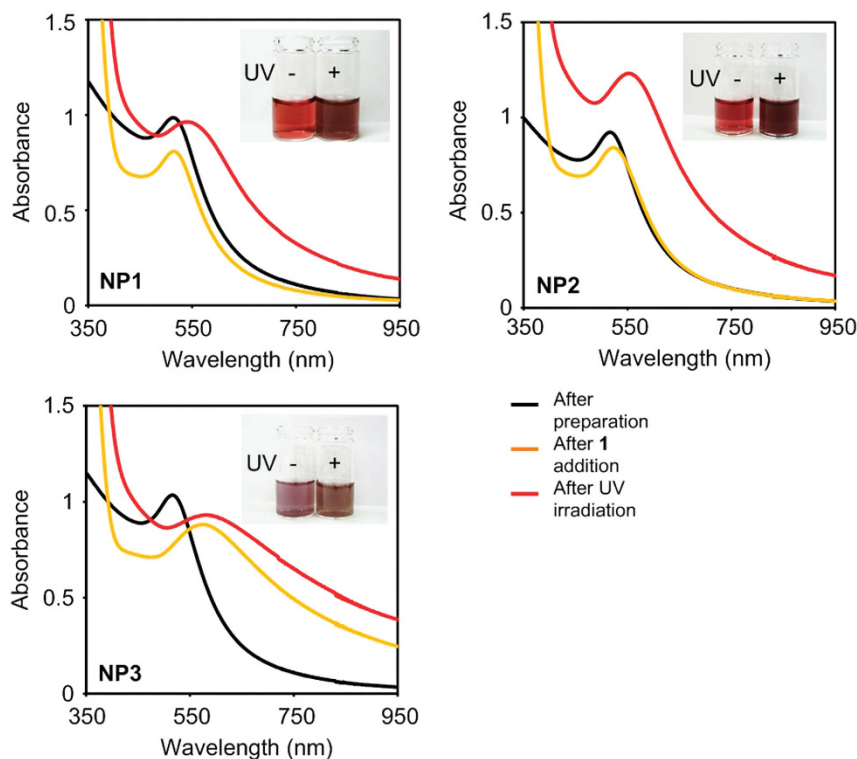 1.5
1
0.5
0
Absorbance
UV - +
NP1
350 550 750 950
Wavelength (nm)
1.5
1
0.5
0
Absorbance
UV - +
NP2
350 550 750 950
Wavelength (nm)
1.5
1
0.5
0
Absorbance
UV - +
NP3
350 550 750 950
Wavelength (nm)
After
preparation
After 1
addition
After UV
irradiation